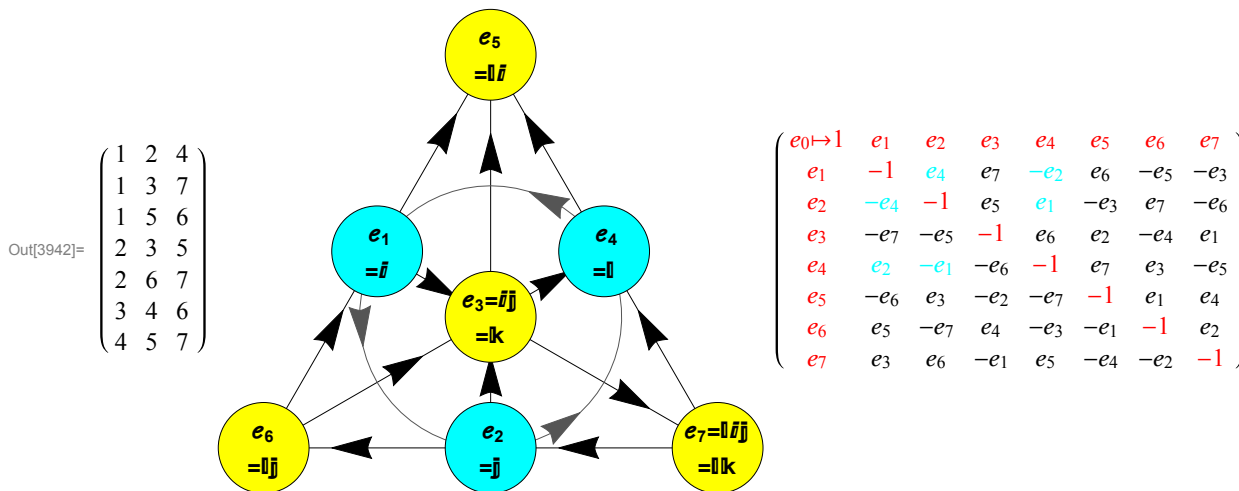 Out[3942]=
1 2 4
1 3 7
1 5 6
2 3 5
2 6 7
3 4 6
4 5 7
e₅
=𝕝𝕚
e₁
=𝕚
e₄
=𝕝
e₃=𝕚𝕛
=𝕜
e₆
=𝕝𝕛
e₂
=𝕛
e₇=𝕝𝕚𝕛
=𝕝𝕜
e₀↦1 e₁ e₂ e₃ e₄ e₅ e₆ e₇
e₁ −1 e₄ e₇ −e₂ e₆ −e₅ −e₃
e₂ −e₄ −1 e₅ e₁ −e₃ e₇ −e₆
e₃ −e₇ −e₅ −1 e₆ e₂ −e₄ e₁
e₄ e₂ −e₁ −e₆ −1 e₇ e₃ −e₅
e₅ −e₆ e₃ −e₂ −e₇ −1 e₁ e₄
e₆ e₅ −e₇ e₄ −e₃ −e₁ −1 e₂
e₇ e₃ e₆ −e₁ e₅ −e₄ −e₂ −1